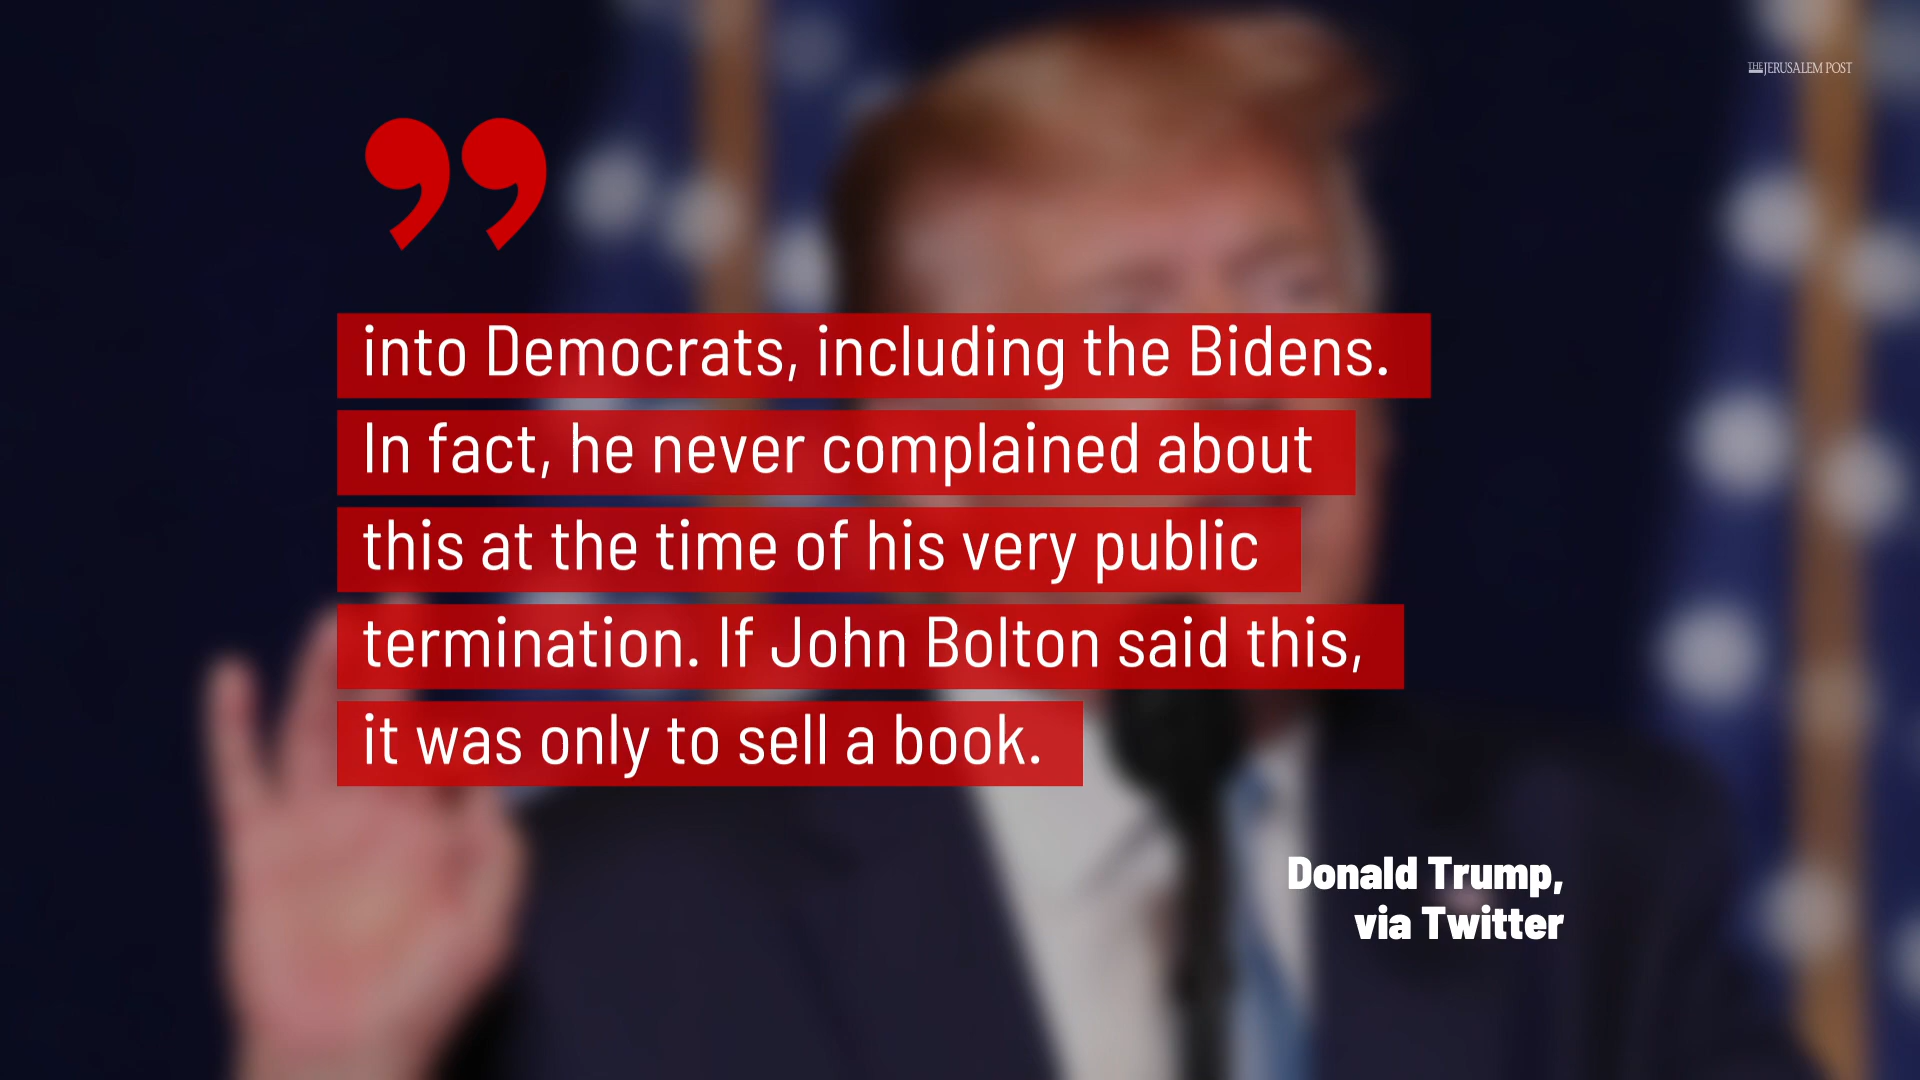 THE JERUSALEM POST
”
into Democrats, including the Bidens.
In fact, he never complained about
this at the time of his very public
termination. If John Bolton said this,
it was only to sell a book.
Donald Trump,
via Twitter